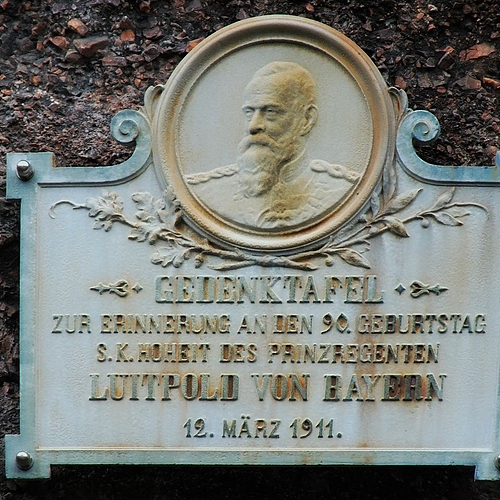 GEDENKTAFEL
ZUR ERINNERUNG AN DEN 90. GEBURTSTAG
S. K. HOHEIT DES PRINZREGENTEN
LUITPOLD VON BAYERN
12. MÄRZ 1911.